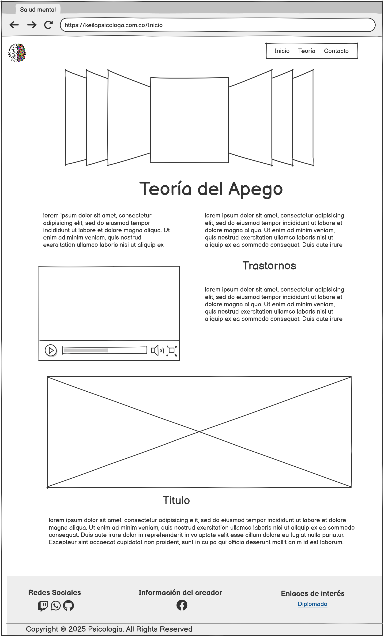 Salud mental
https://keilapsicologa.com.co/Inicio
Inicio Teoría Contacto
Teoría del Apego
lorem ipsum dolor sit amet, consectetur
adipisicing elit, sed do eiusmod tempor
incididunt ut labore et dolore magna aliqua. Ut
enim ad minim veniam, quis nostrud
exercitation ullamco laboris nisi ut aliquip ex
lorem ipsum dolor sit amet, consectetur adipisicing
elit, sed do eiusmod tempor incididunt ut labore et
dolore magna aliqua. Ut enim ad minim veniam,
quis nostrud exercitation ullamco laboris nisi ut
aliquip ex ea commodo consequat. Duis aute irure
Trastornos
lorem ipsum dolor sit amet, consectetur adipisicing
elit, sed do eiusmod tempor incididunt ut labore et
dolore magna aliqua. Ut enim ad minim veniam,
quis nostrud exercitation ullamco laboris nisi ut
aliquip ex ea commodo consequat. Duis aute irure
Titulo
lorem ipsum dolor sit amet, consectetur adipisicing elit, sed do eiusmod tempor incididunt ut labore et dolore
magna aliqua. Ut enim ad minim veniam, quis nostrud exercitation ullamco laboris nisi ut aliquip ex ea commodo
consequat. Duis aute irure dolor in reprehenderit in voluptate velit esse cillum dolore eu fugiat nulla pariatur.
Excepteur sint occaecat cupidatat non proident, sunt in culpa qui officia deserunt mollit anim id est laborum
Redes Sociales
Información del creador
Enlaces de interés
Diplomado
Copyright © 2025 Psicologia. All Rights Reserved